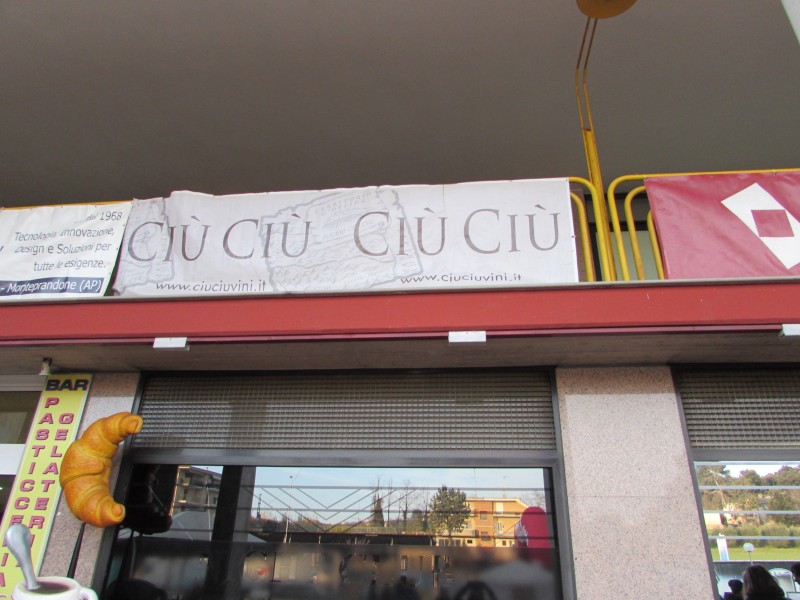 dal 1968
Tecnologia, Innovazione,
Design e Soluzioni per
tutte le esigenze.
- Monteprandone (AP)
CIÙ CIÙ CIÙ CIÙ
www.ciuciuvini.it www.ciuciuvini.it
BAR
PASTICCERIA
GELATERI